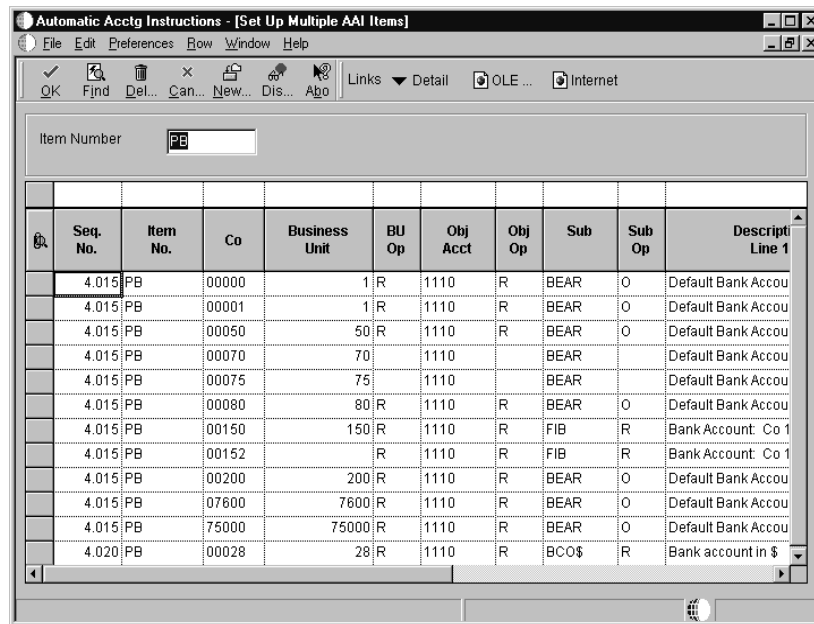 Automatic Acctg Instructions - [Set Up Multiple AAI Items]
File Edit Preferences Row Window Help
OK Find Del... Can... New... Dis... Abo Links Detail OLE ... Internet
Item Number PB
Seq. No. Item No. Co Business Unit BU Op Obj Acct Obj Op Sub Sub Op Descripti Line 1
4.015 PB 00000 1 R 1110 R BEAR O Default Bank Accou
4.015 PB 00001 1 R 1110 R BEAR O Default Bank Accou
4.015 PB 00050 50 R 1110 R BEAR O Default Bank Accou
4.015 PB 00070 70 1110 BEAR Default Bank Accou
4.015 PB 00075 75 1110 BEAR Default Bank Accou
4.015 PB 00080 80 R 1110 R BEAR O Default Bank Accou
4.015 PB 00150 150 R 1110 R FIB R Bank Account: Co 1
4.015 PB 00152 R 1110 R FIB R Bank Account: Co 1
4.015 PB 00200 200 R 1110 R BEAR O Default Bank Accou
4.015 PB 07600 7600 R 1110 R BEAR O Default Bank Accou
4.015 PB 75000 75000 R 1110 R BEAR O Default Bank Accou
4.020 PB 00028 28 R 1110 R BCO$ R Bank account in $